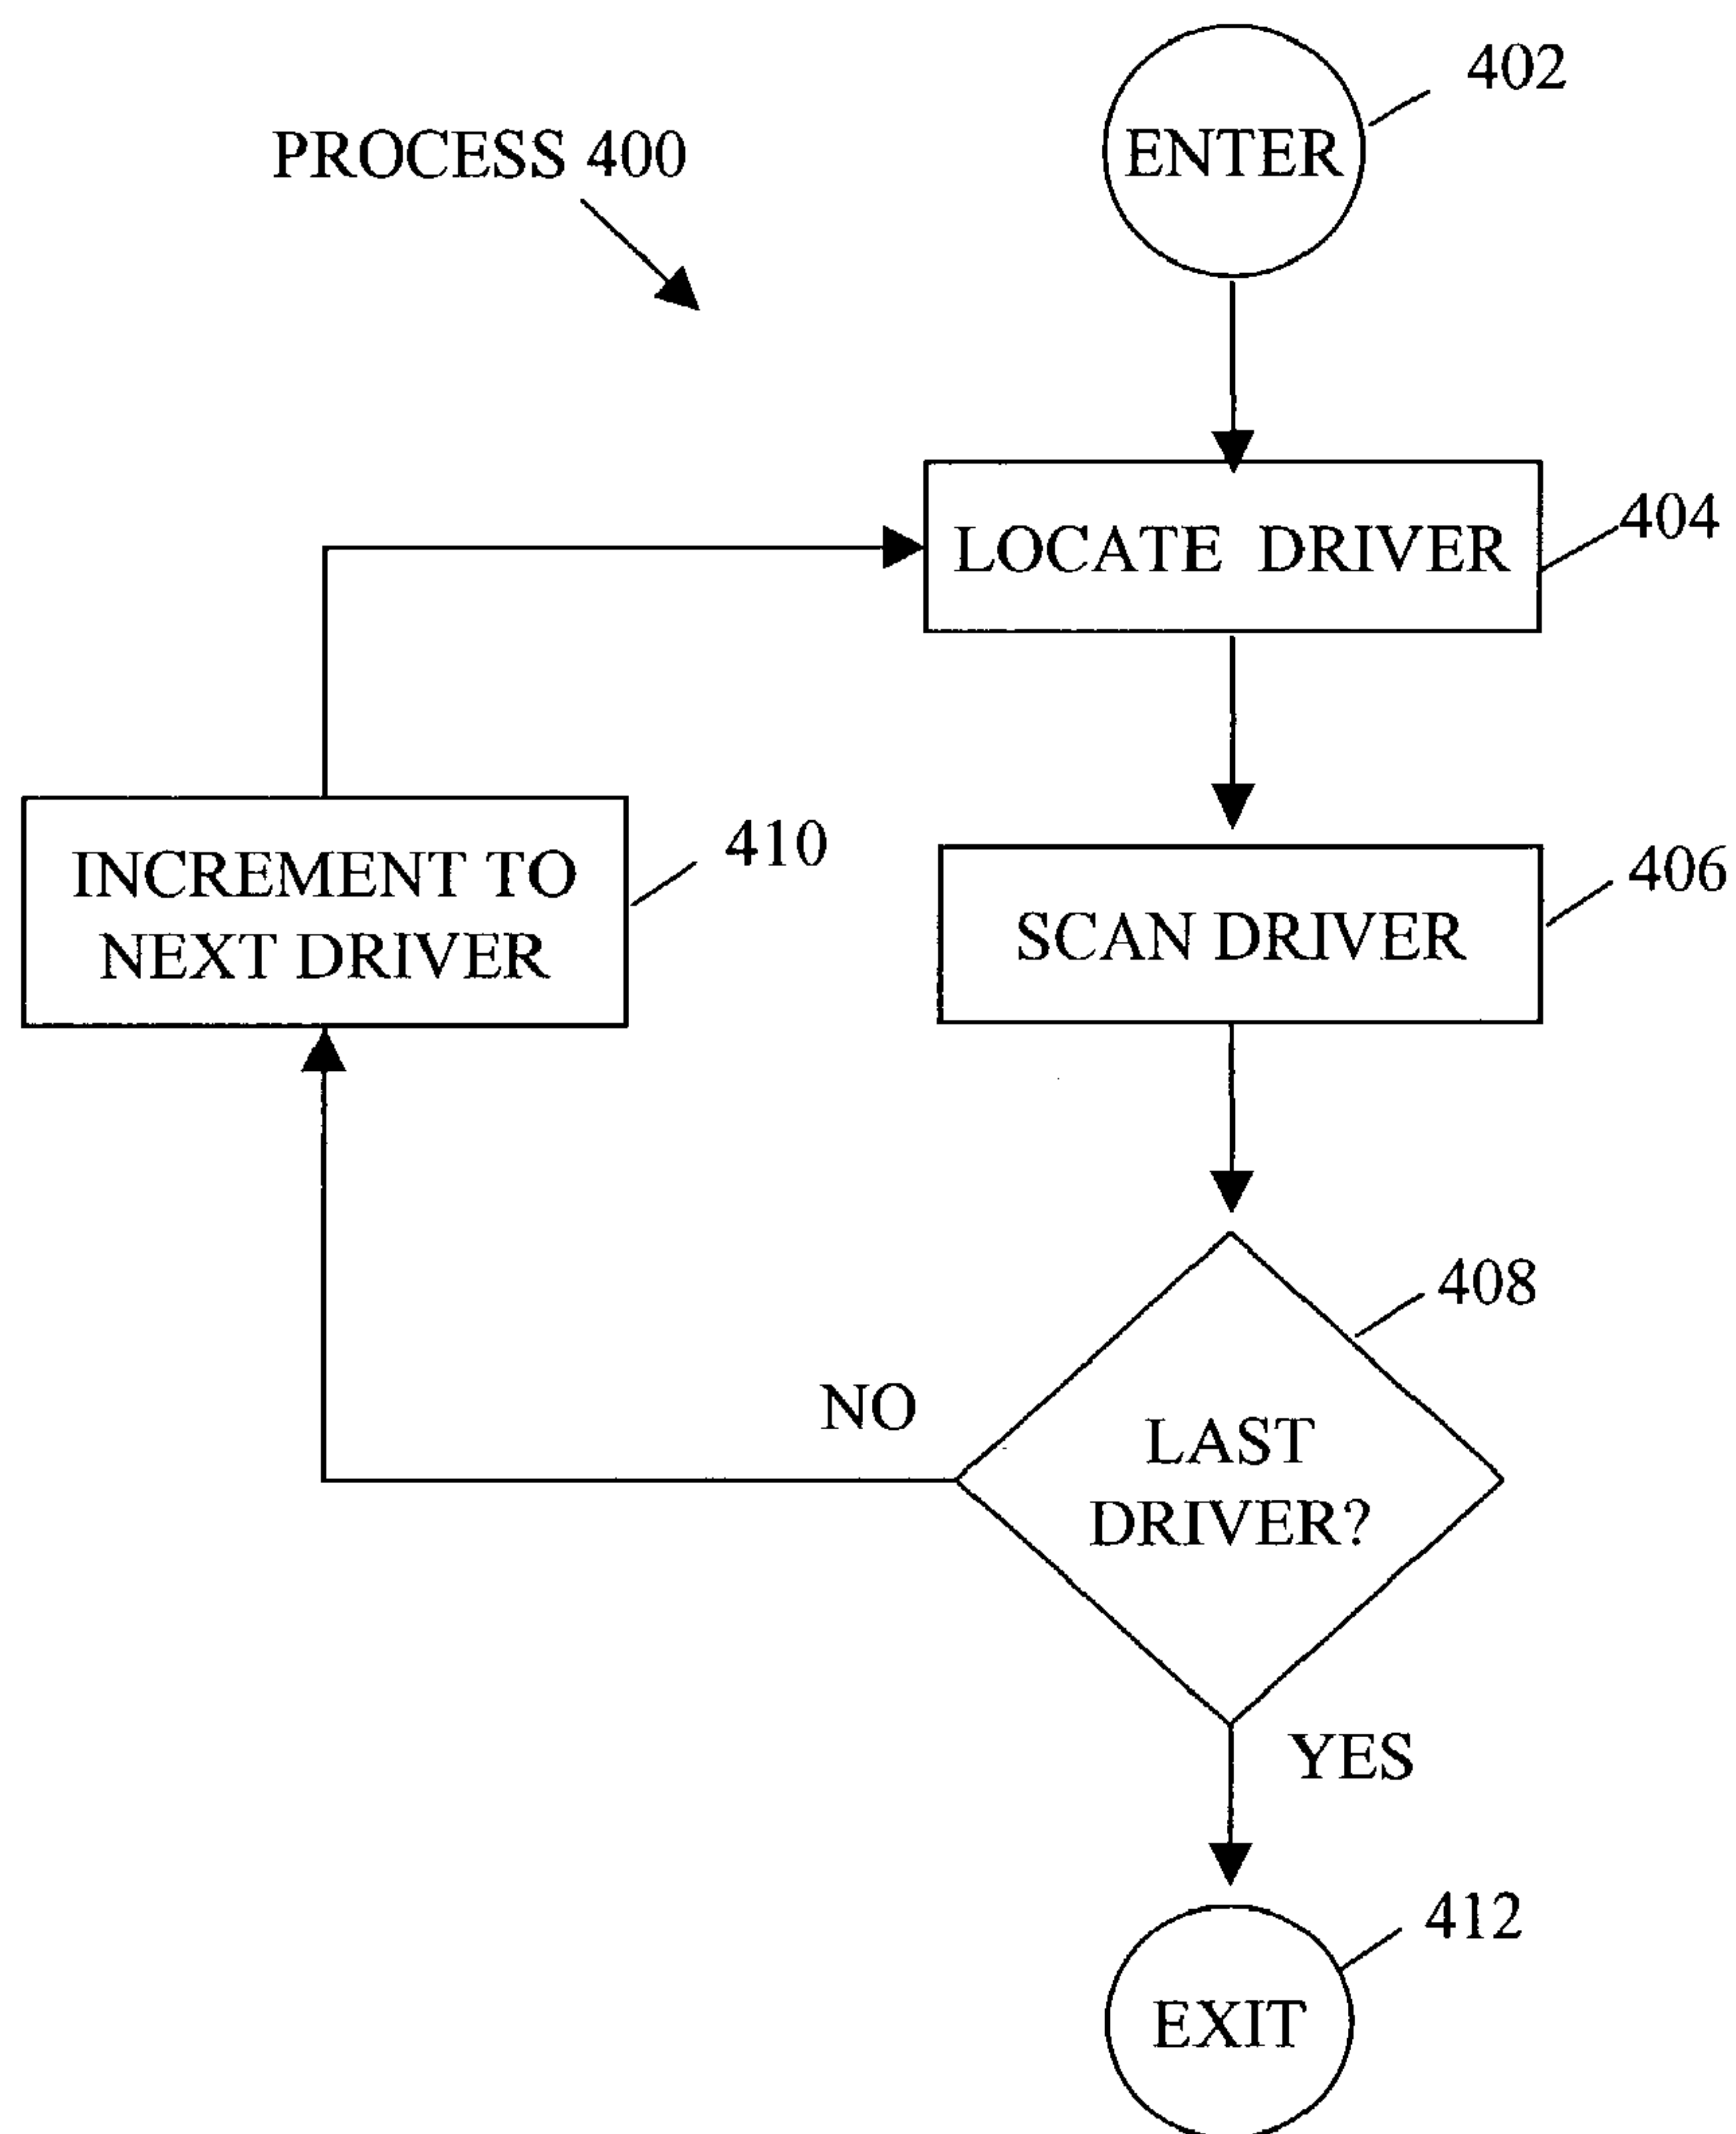 402
ENTER
PROCESS 400
LOCATE DRIVER
404
INCREMENT TO
NEXT DRIVER
410
SCAN DRIVER
406
408
NO
LAST
DRIVER?
YES
412
EXIT